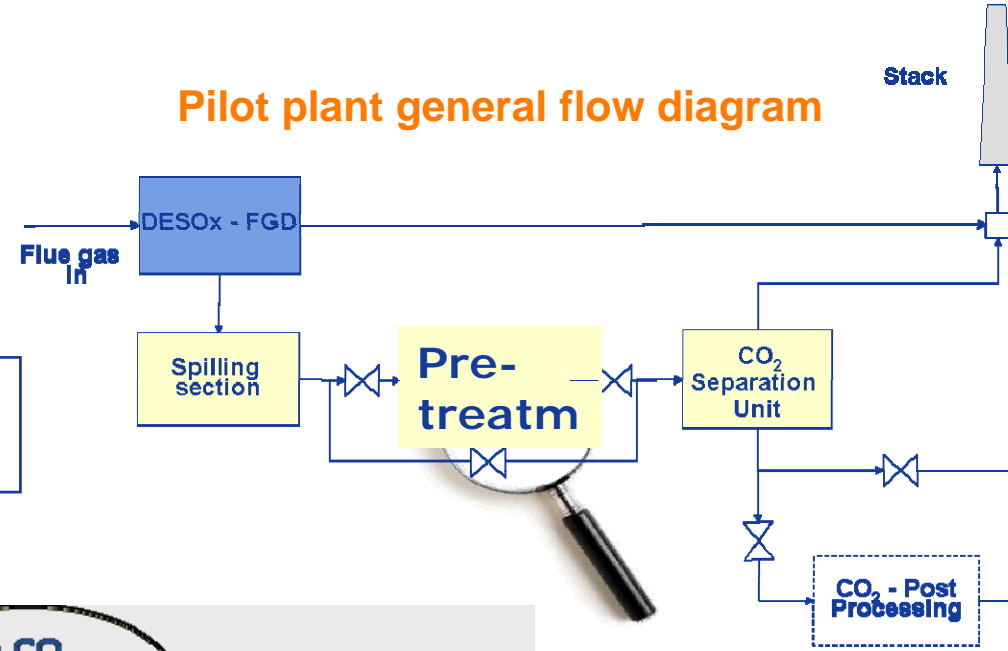 Stack
Pilot plant general flow diagram
DESOx - FGD
Flue gas
in
Spilling
section
Pre-
treatm
CO2
Separation
Unit
CO2 - Post
Processing
CO